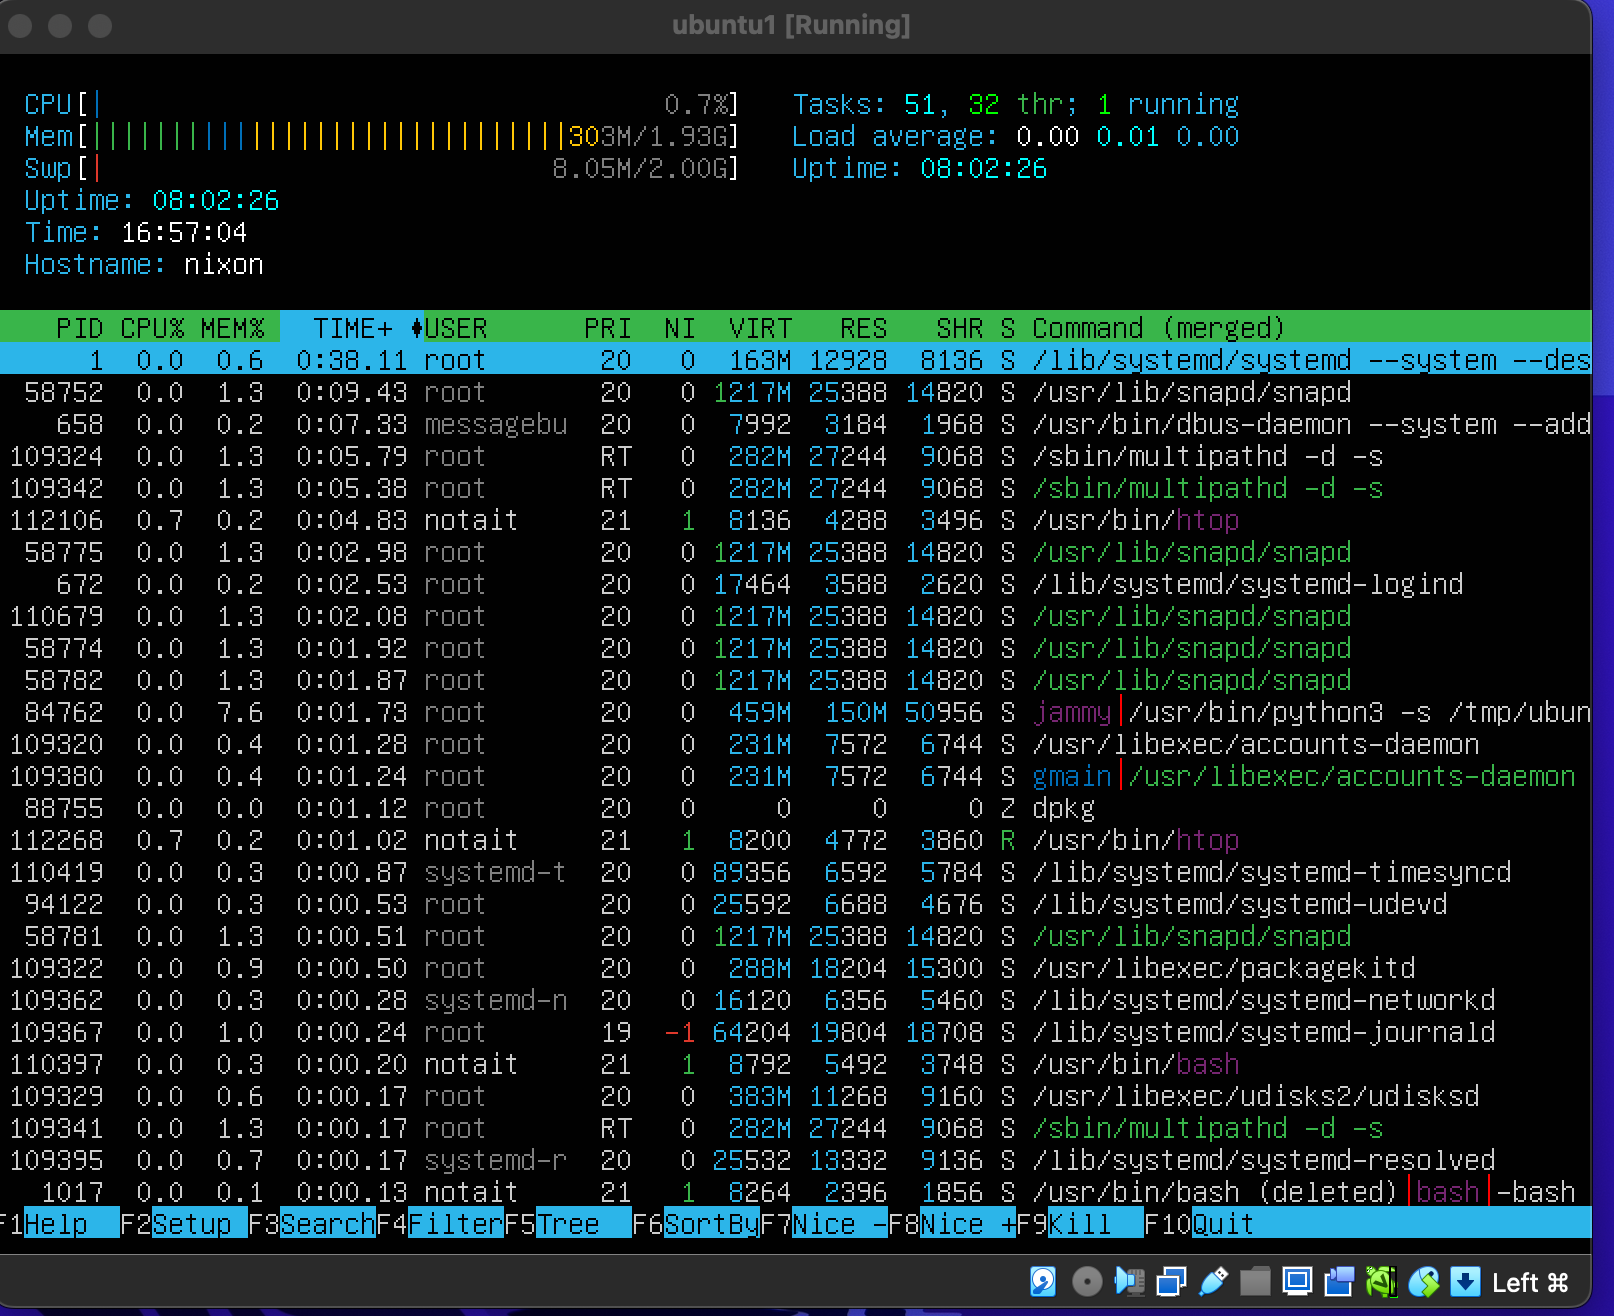 ubuntu1 [Running]
CPU[| 0.7%] Tasks: 51, 32 thr; 1 running
Mem[||||||||||||||||||||||||||||||303M/1.93G] Load average: 0.00 0.01 0.00
Swp[| 8.05M/2.00G] Uptime: 08:02:26
Uptime: 08:02:26
Time: 16:57:04
Hostname: nixon
PID CPU% MEM% TIME+ USER PRI NI VIRT RES SHR S Command (merged)
1 0.0 0.6 0:38.11 root 20 0 163M 12928 8136 S /lib/systemd/systemd --system --des
58752 0.0 1.3 0:09.43 root 20 0 1217M 25388 14820 S /usr/lib/snapd/snapd
658 0.0 0.2 0:07.33 messagebu 20 0 7992 3184 1968 S /usr/bin/dbus-daemon --system --add
109324 0.0 1.3 0:05.79 root RT 0 282M 27244 9068 S /sbin/multipathd -d -s
109342 0.0 1.3 0:05.38 root RT 0 282M 27244 9068 S /sbin/multipathd -d -s
112106 0.7 0.2 0:04.83 notait 21 1 8136 4288 3496 S /usr/bin/htop
58775 0.0 1.3 0:02.98 root 20 0 1217M 25388 14820 S /usr/lib/snapd/snapd
672 0.0 0.2 0:02.53 root 20 0 17464 3588 2620 S /lib/systemd/systemd-logind
110679 0.0 1.3 0:02.08 root 20 0 1217M 25388 14820 S /usr/lib/snapd/snapd
58774 0.0 1.3 0:01.92 root 20 0 1217M 25388 14820 S /usr/lib/snapd/snapd
58782 0.0 1.3 0:01.87 root 20 0 1217M 25388 14820 S /usr/lib/snapd/snapd
84762 0.0 7.6 0:01.73 root 20 0 459M 150M 50956 S jammy|/usr/bin/python3 -s /tmp/ubun
109320 0.0 0.4 0:01.28 root 20 0 231M 7572 6744 S /usr/libexec/accounts-daemon
109380 0.0 0.4 0:01.24 root 20 0 231M 7572 6744 S gmain|/usr/libexec/accounts-daemon
88755 0.0 0.0 0:01.12 root 20 0 0 0 0 Z dpkg
112268 0.7 0.2 0:01.02 notait 21 1 8200 4772 3860 R /usr/bin/htop
110419 0.0 0.3 0:00.87 systemd-t 20 0 89356 6592 5784 S /lib/systemd/systemd-timesyncd
94122 0.0 0.3 0:00.53 root 20 0 25592 6688 4676 S /lib/systemd/systemd-udevd
58781 0.0 1.3 0:00.51 root 20 0 1217M 25388 14820 S /usr/lib/snapd/snapd
109322 0.0 0.9 0:00.50 root 20 0 288M 18204 15300 S /usr/libexec/packagekitd
109362 0.0 0.3 0:00.28 systemd-n 20 0 16120 6356 5460 S /lib/systemd/systemd-networkd
109367 0.0 1.0 0:00.24 root 19 -1 64204 19804 18708 S /lib/systemd/systemd-journald
110397 0.0 0.3 0:00.20 notait 21 1 8792 5492 3748 S /usr/bin/bash
109329 0.0 0.6 0:00.17 root 20 0 383M 11268 9160 S /usr/libexec/udisks2/udisksd
109341 0.0 1.3 0:00.17 root RT 0 282M 27244 9068 S /sbin/multipathd -d -s
109395 0.0 0.7 0:00.17 systemd-r 20 0 25532 13332 9136 S /lib/systemd/systemd-resolved
1017 0.0 0.1 0:00.13 notait 21 1 8264 2396 1856 S /usr/bin/bash (deleted)|bash|-bash
F1Help F2Setup F3SearchF4FilterF5Tree F6SortByF7Nice -F8Nice +F9Kill F10Quit
Left ⌘